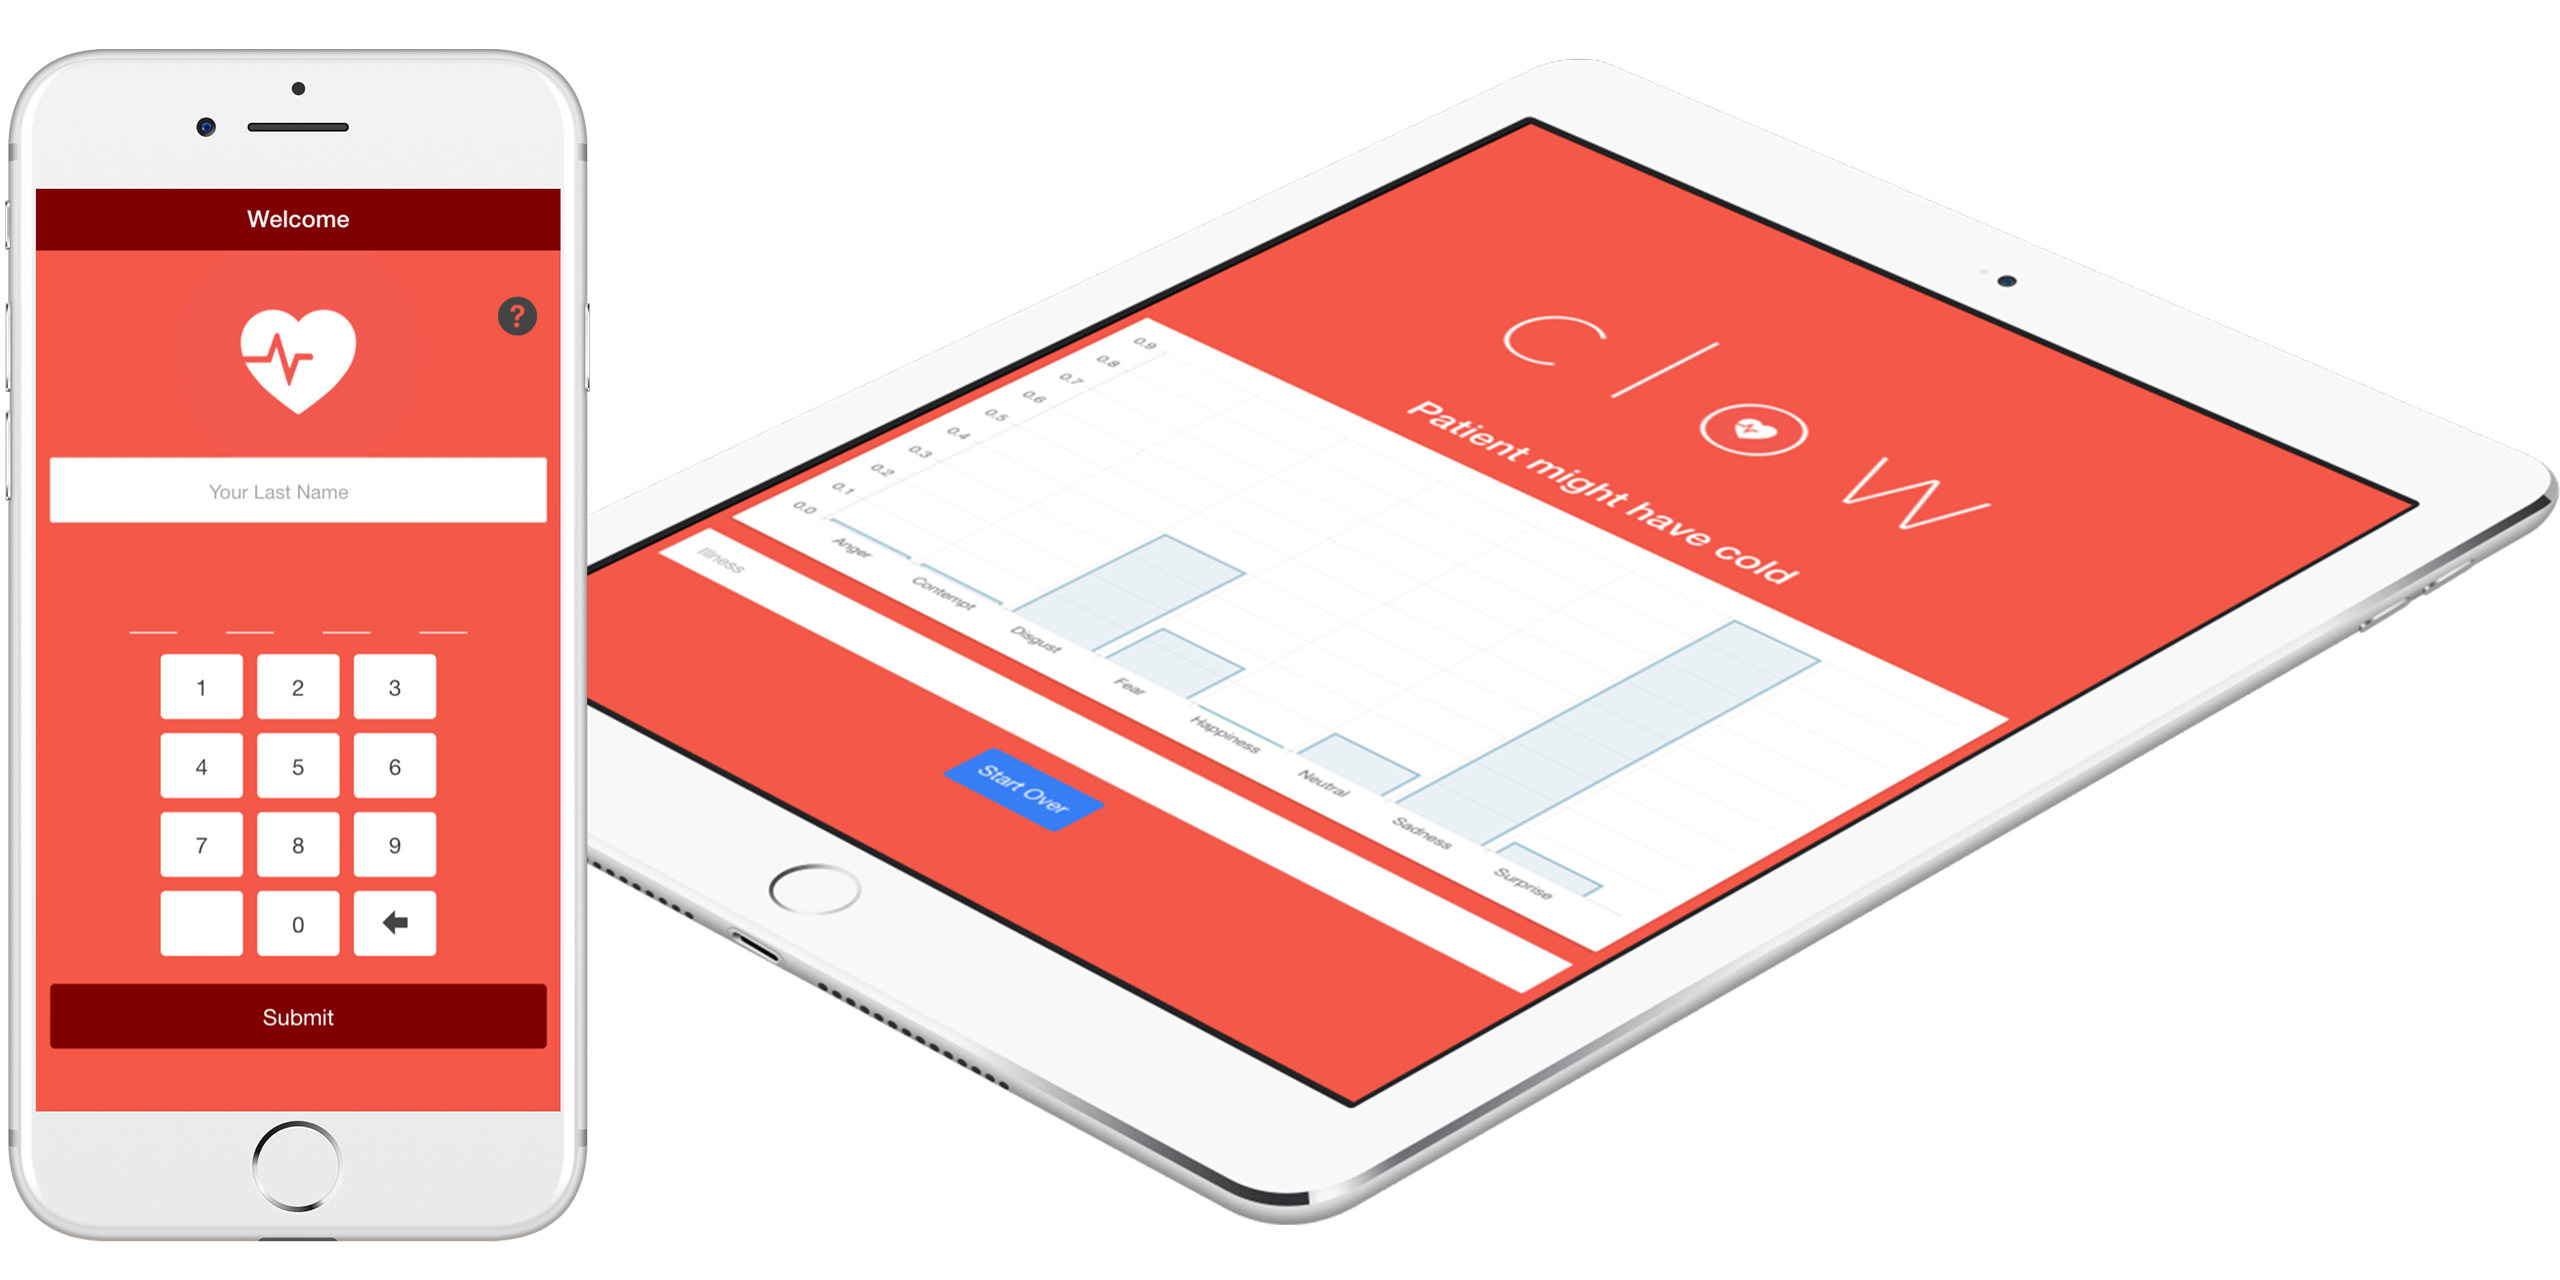 Welcome
?
Your Last Name
1 2 3
4 5 6
7 8 9
0
Submit
c l o w
Patient might have cold
0.9
0.8
0.7
0.6
0.5
0.4
0.3
0.2
0.1
0.0
Anger
Contempt
Disgust
Fear
Happiness
Neutral
Sadness
Surprise
Illness
Start Over